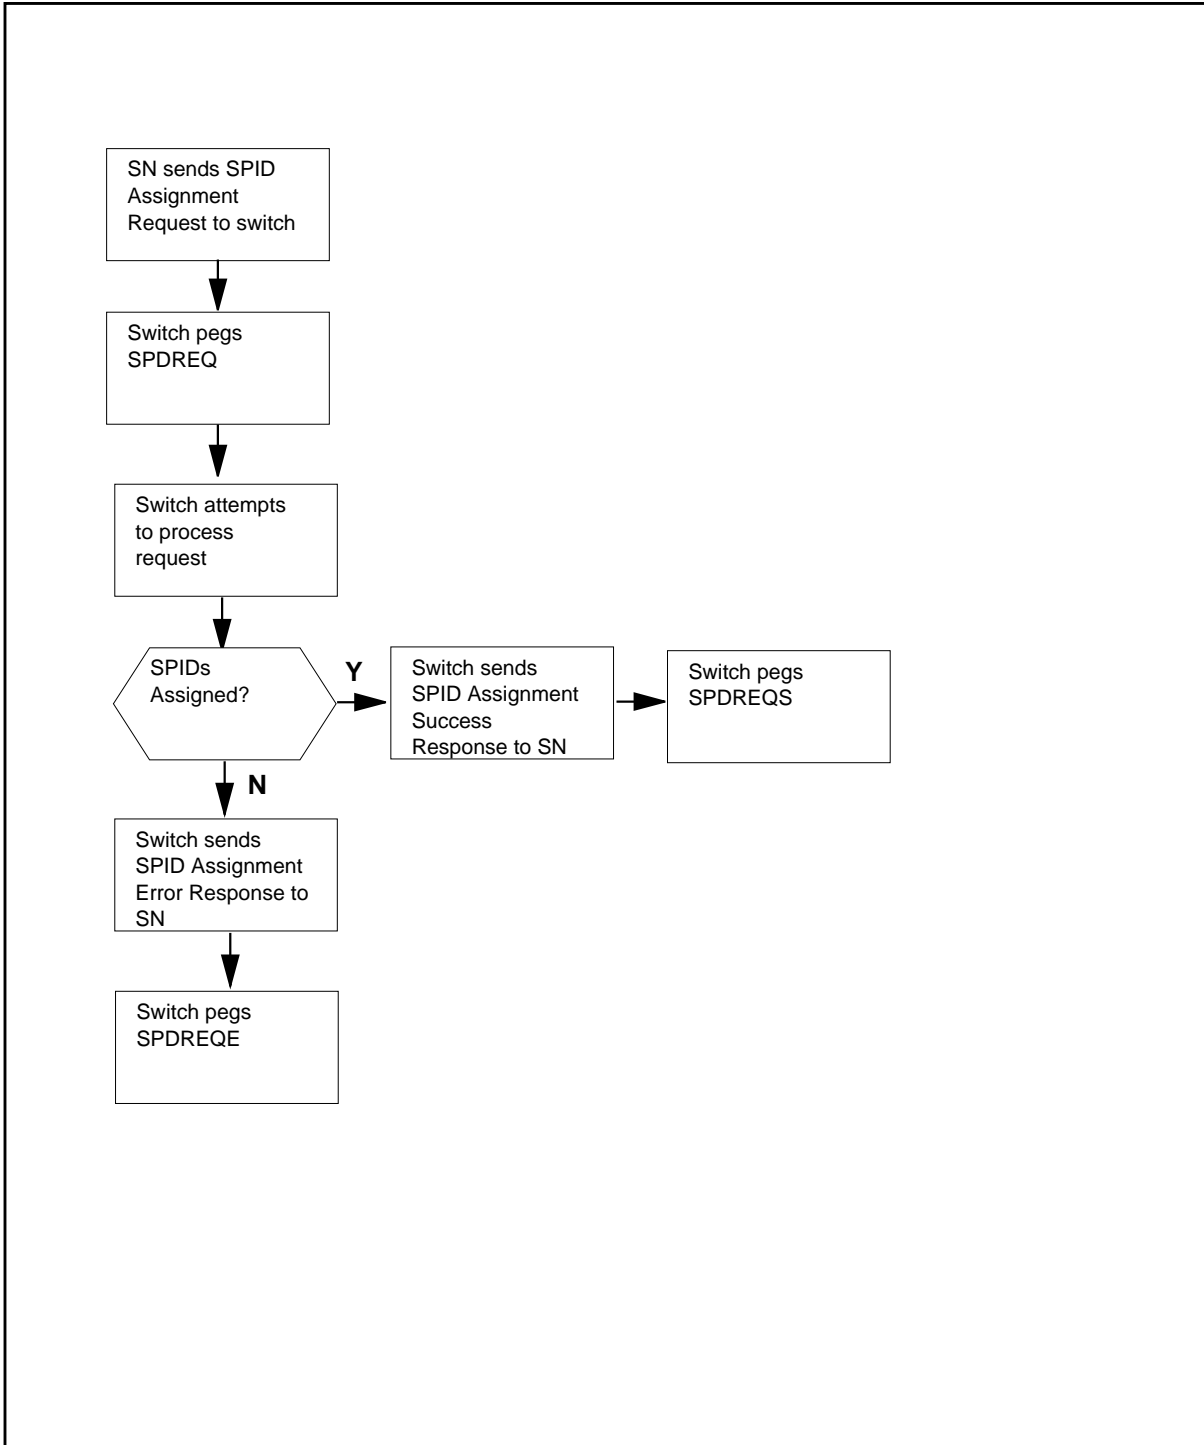 SN sends SPID
Assignment
Request to switch
Switch pegs
SPDREQ
Switch attempts
to process
request
SPIDs
Assigned?
Y
Switch sends
SPID Assignment
Success
Response to SN
Switch pegs
SPDREQS
N
Switch sends
SPID Assignment
Error Response to
SN
Switch pegs
SPDREQE